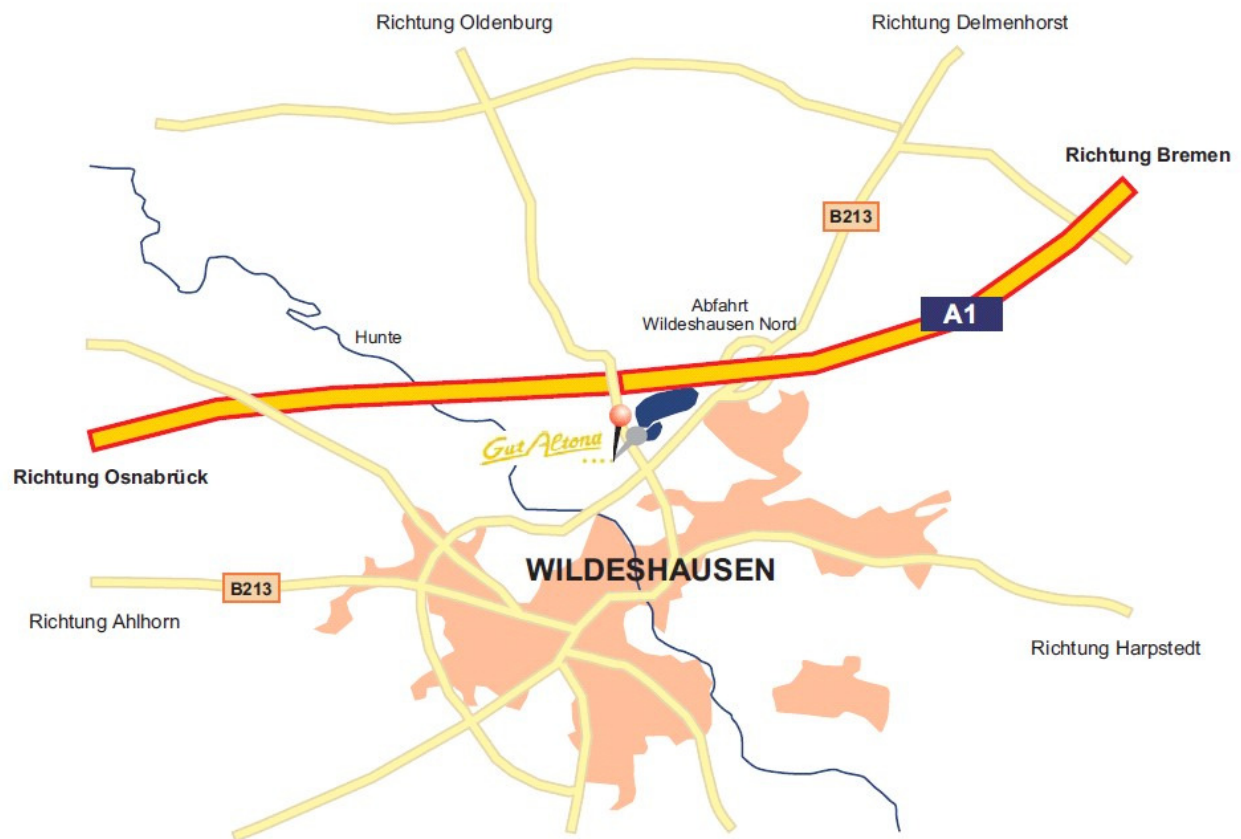 Richtung Oldenburg
Richtung Delmenhorst
Richtung Bremen
B213
Abfahrt
Wildeshausen Nord
A1
Hunte
Gut Altona
Richtung Osnabrück
WILDESHAUSEN
B213
Richtung Ahlhorn
Richtung Harpstedt